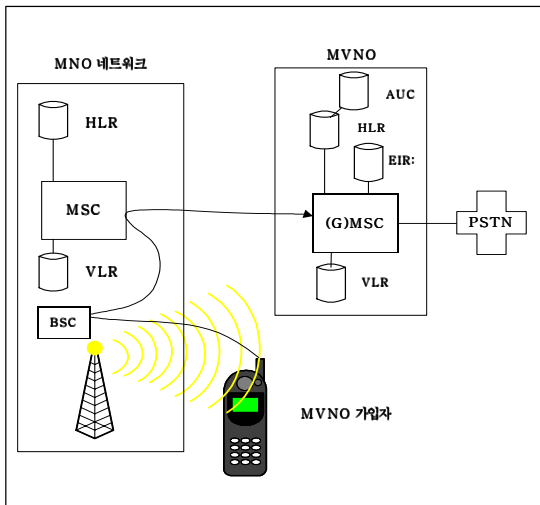 MNO 네트워크
HLR
MSC
VLR
BSC
MVNO
AUC
HLR
EIR:
(G)MSC
VLR
PSTN
MVNO 가입자